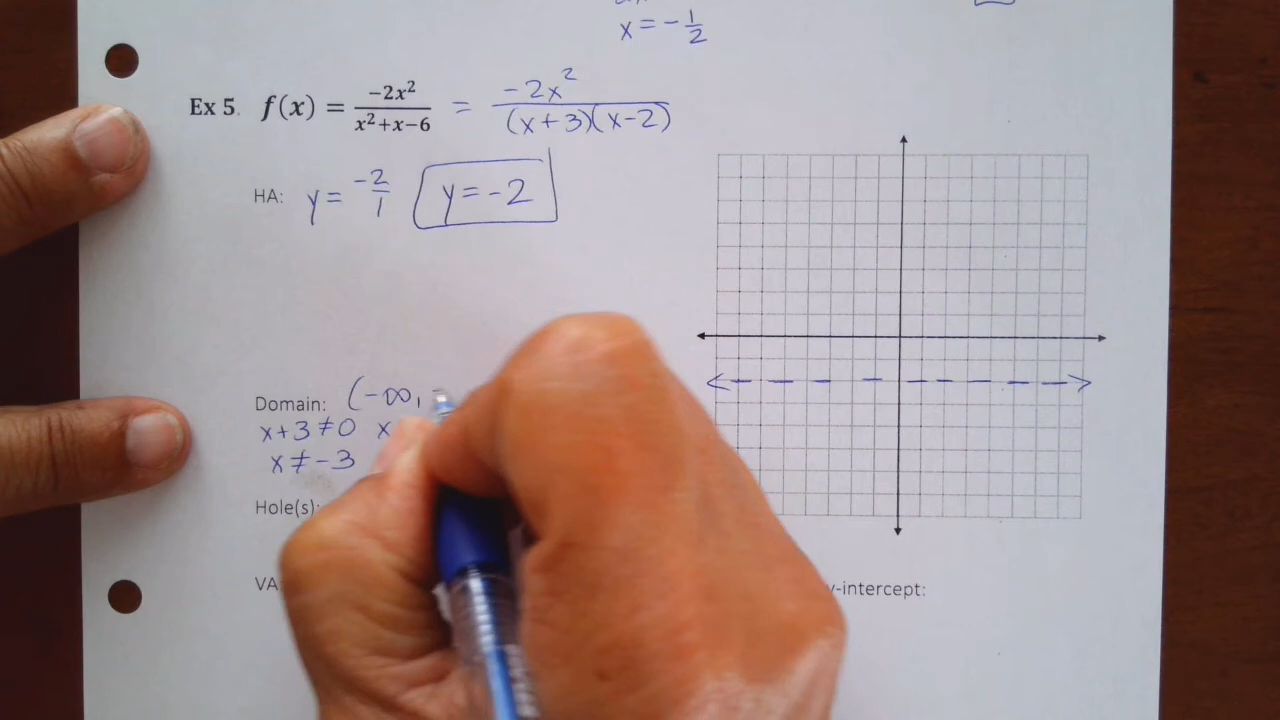 x = -1/2
Ex 5. f(x) = -2x²/x²+x-6 = -2x²/(x+3)(x-2)
HA: y = -2/1 y = -2
Domain: (-∞, -
x+3≠0 x
x≠-3
Hole(s):
VA:
y-intercept: